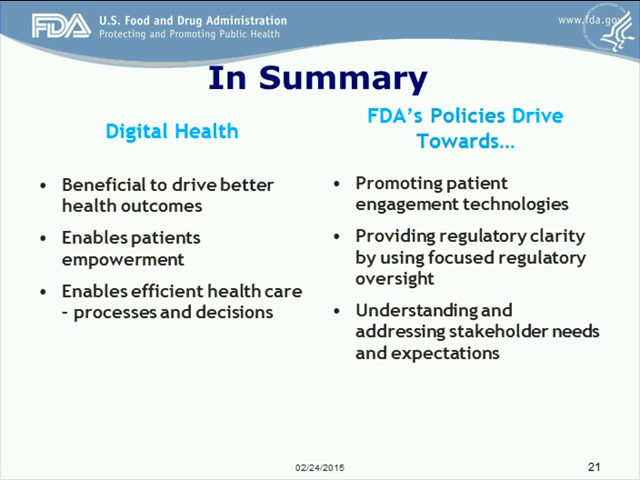 FDA
U.S. Food and Drug Administration
Protecting and Promoting Public Health
www.fda.gov
In Summary
Digital Health
• Beneficial to drive better
health outcomes
• Enables patients
empowerment
• Enables efficient health care
– processes and decisions
FDA's Policies Drive
Towards…
• Promoting patient
engagement technologies
• Providing regulatory clarity
by using focused regulatory
oversight
• Understanding and
addressing stakeholder needs
and expectations
02/24/2015
21